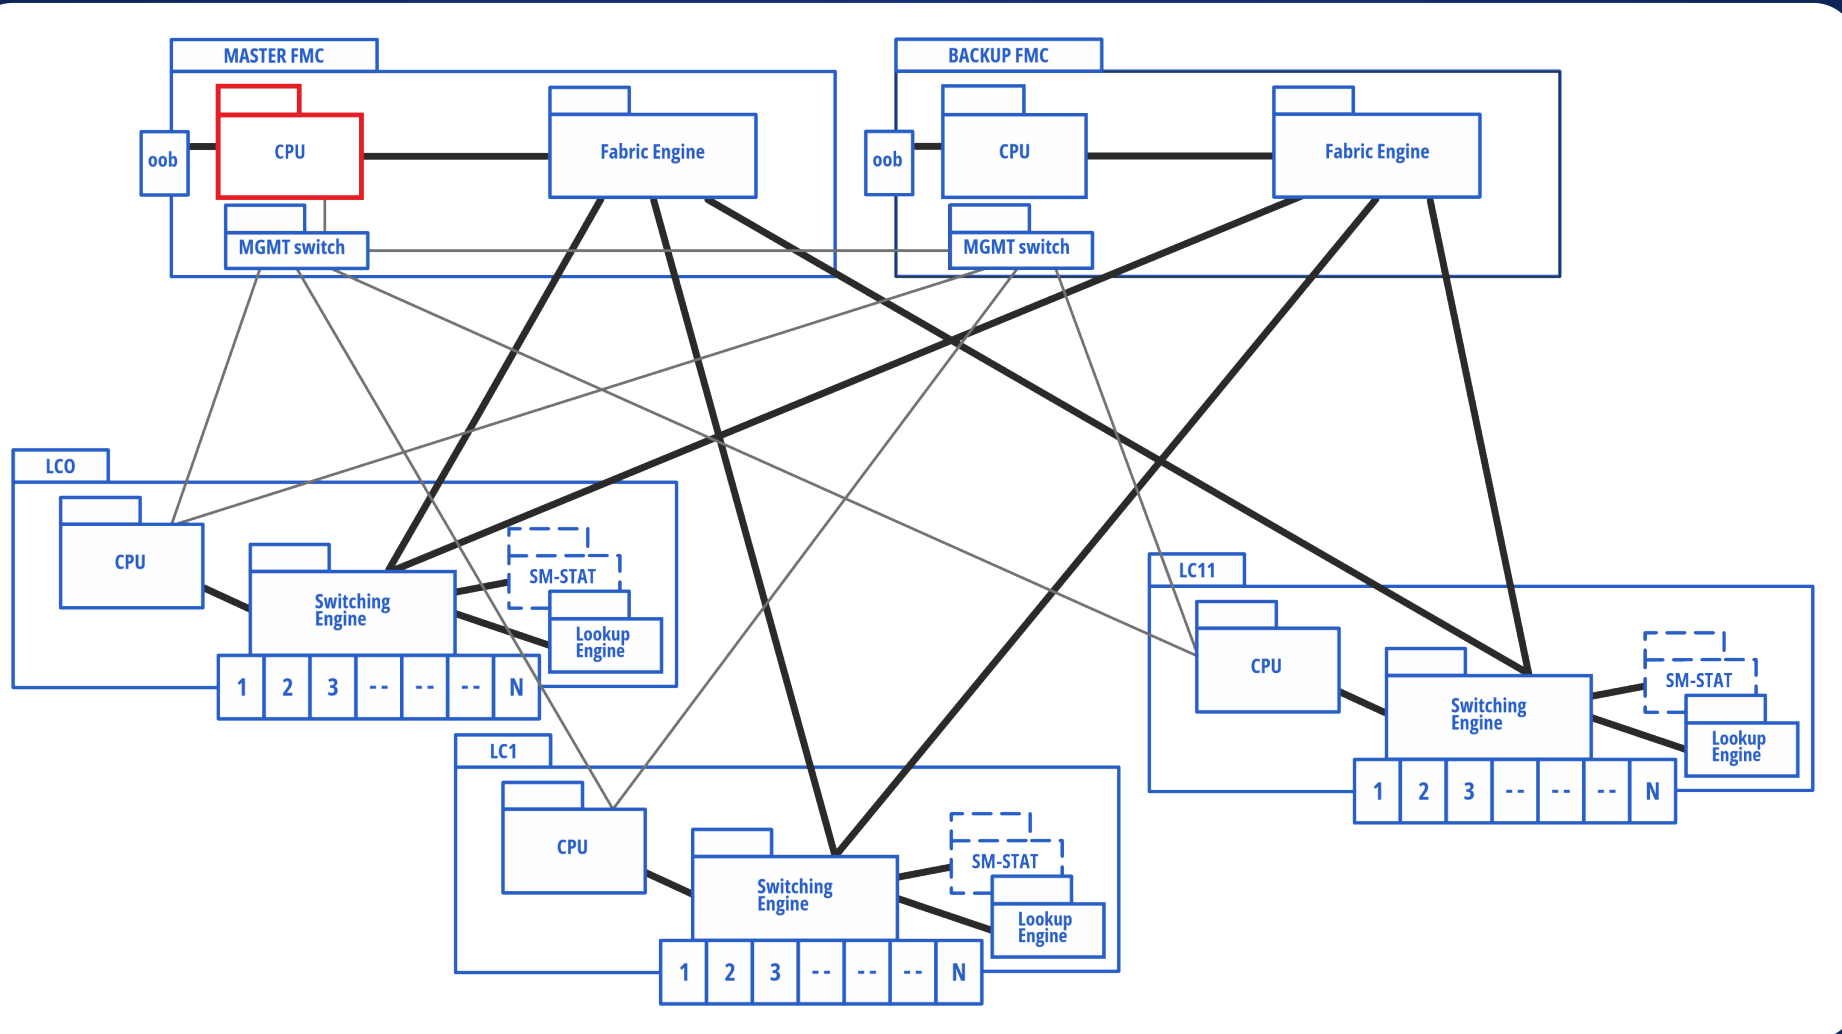 MASTER FMC
BACKUP FMC
oob
CPU
Fabric Engine
MGMT switch
oob
CPU
Fabric Engine
MGMT switch
LC0
CPU
Switching
Engine
SM-STAT
Lookup
Engine
1 2 3 -- -- -- N
LC11
CPU
Switching
Engine
SM-STAT
Lookup
Engine
1 2 3 -- -- -- N
LC1
CPU
Switching
Engine
SM-STAT
Lookup
Engine
1 2 3 -- -- -- N